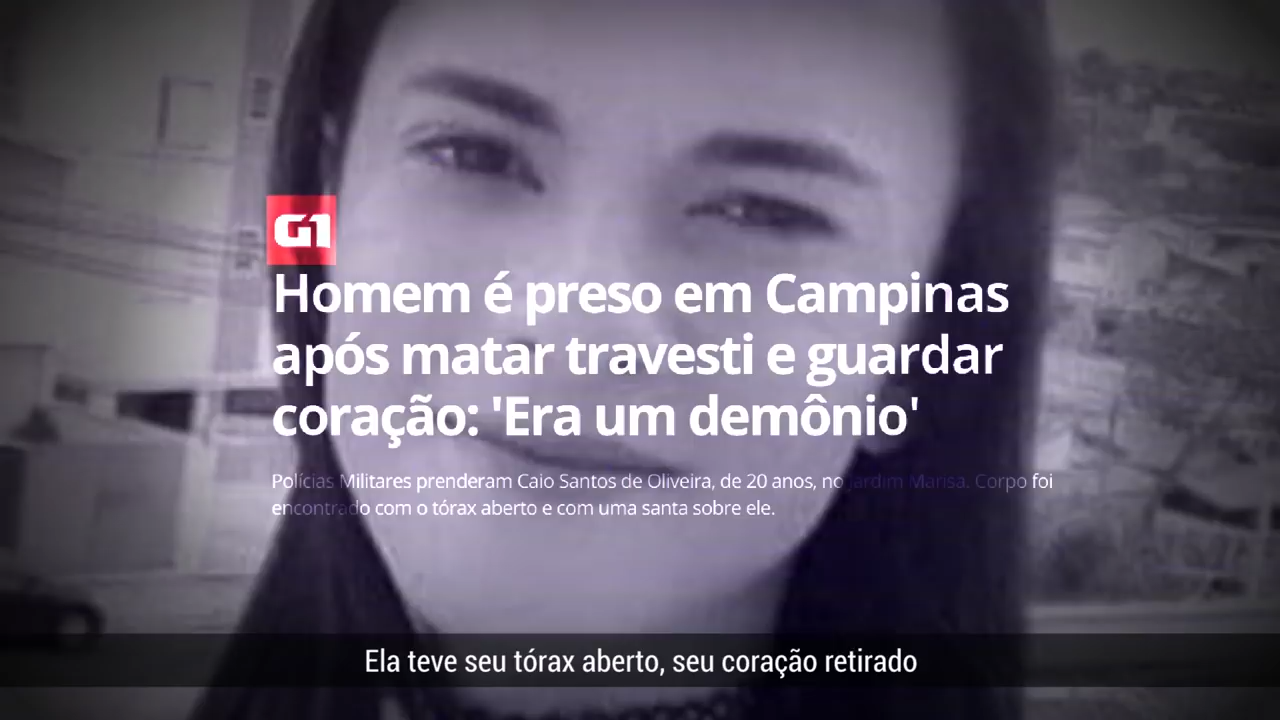 G1
Homem é preso em Campinas
após matar travesti e guardar
coração: 'Era um demônio'
Polícias Militares prenderam Caio Santos de Oliveira, de 20 anos, no Jardim Marisa. Corpo foi
encontrado com o tórax aberto e com uma santa sobre ele.
Ela teve seu tórax aberto, seu coração retirado